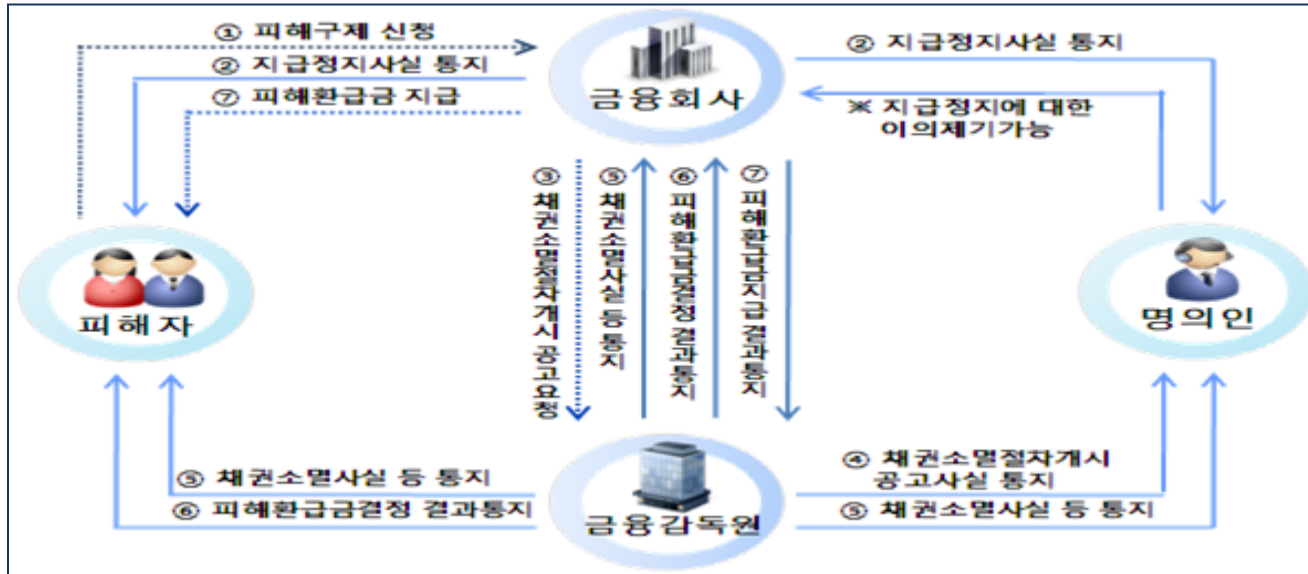 ① 피해구제 신청
② 지급정지사실 통지
⑦ 피해환급금 지급
금융회사
② 지급정지사실 통지
※ 지급정지에 대한
이의제기가능
③ 채권소멸절차개시 공고요청
⑤ 채권소멸사실 등 통지
⑥ 피해환급금결정 결과통지
⑦ 피해환급금지급 결과통지
피해자
명의인
⑤ 채권소멸사실 등 통지
⑥ 피해환급금결정 결과통지
금융감독원
④ 채권소멸절차개시
공고사실 통지
⑤ 채권소멸사실 등 통지